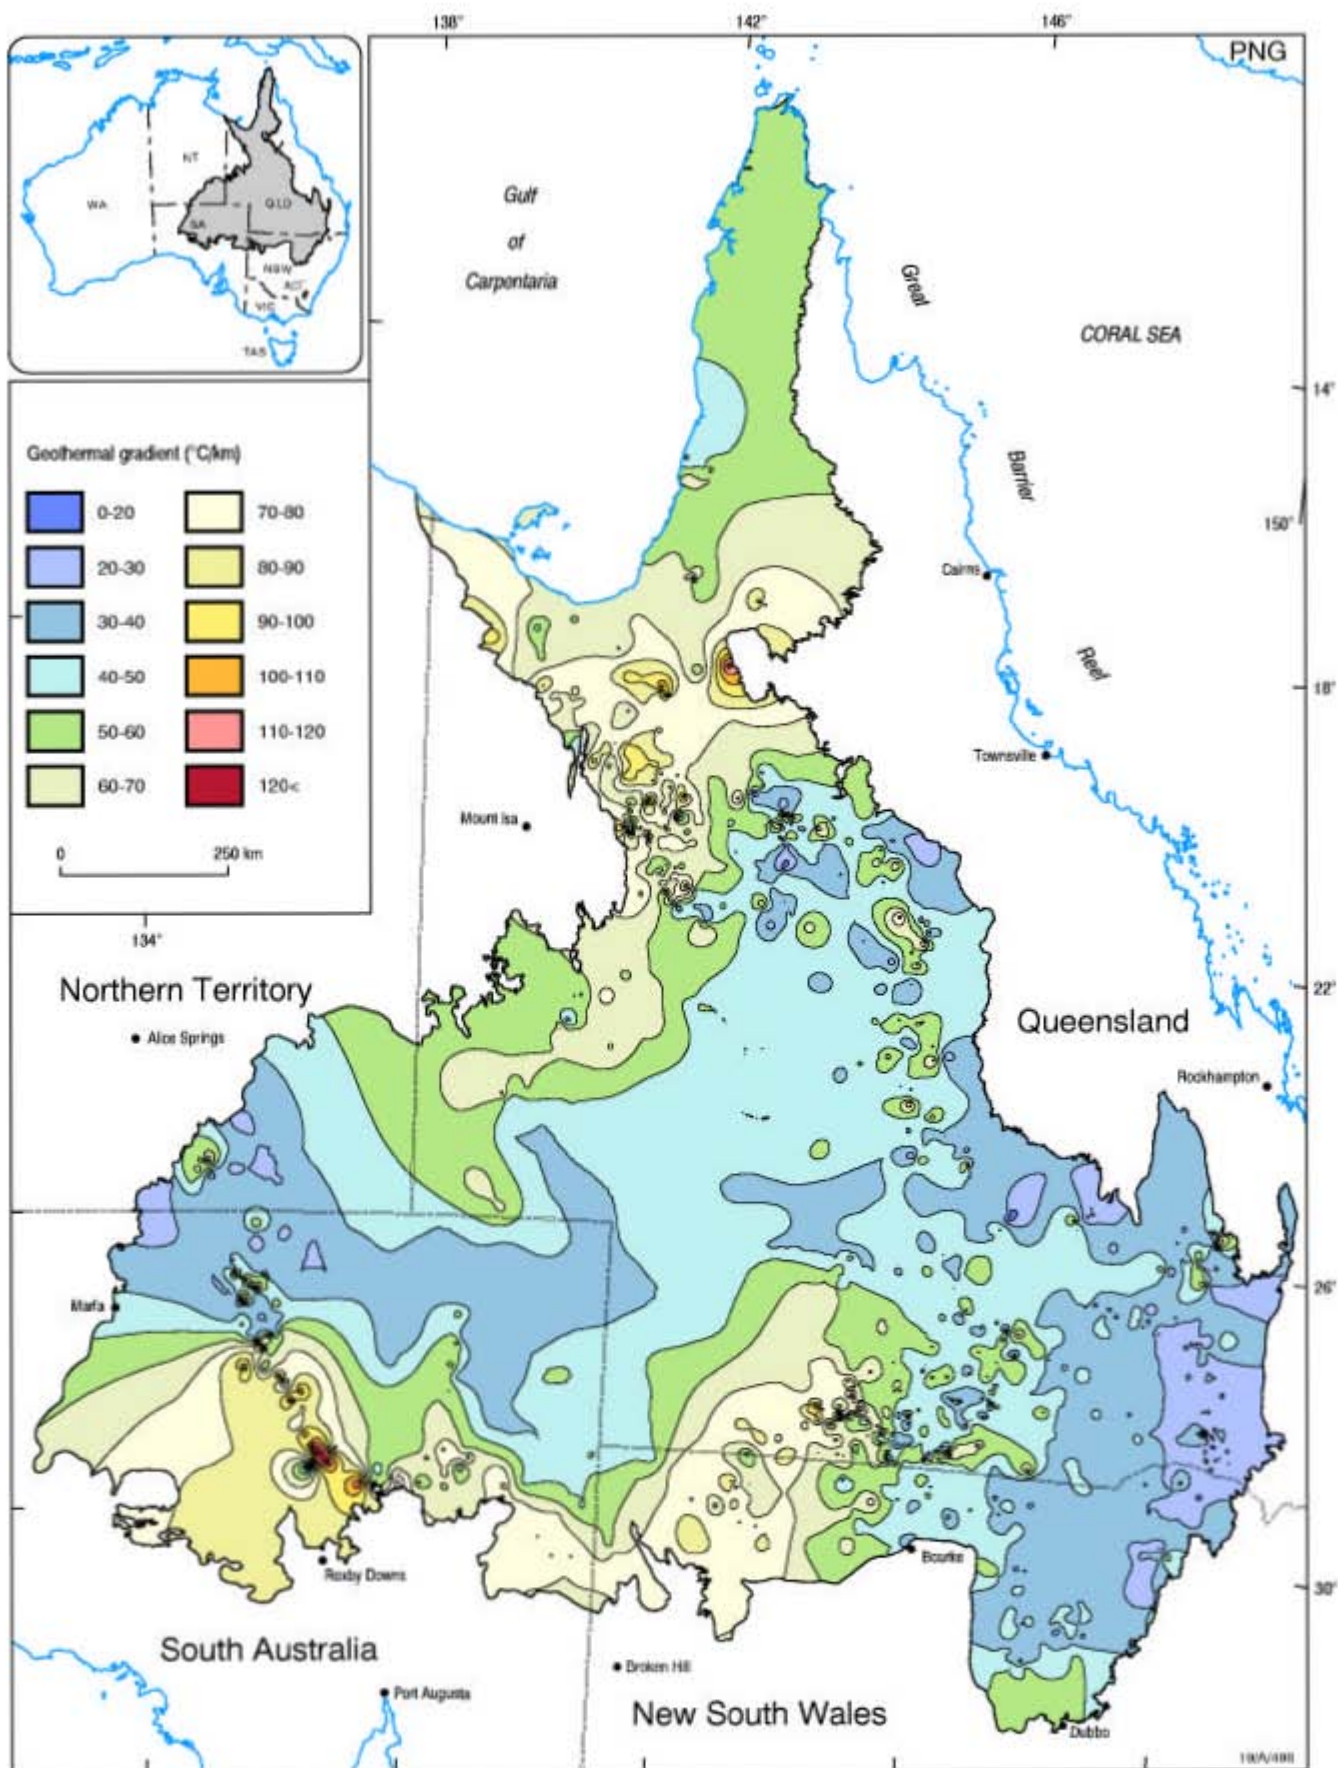 138°
142°
146°
PNG
NT
WA
QLD
SA
NSW
ACT
VIC
TAS
Gulf
of
Carpentaria
Great
CORAL SEA
14°
Barrier
150°
Cairns
Reef
18°
Townsville
Geothermal gradient (°C/km)
0-20
70-80
20-30
80-90
30-40
90-100
40-50
100-110
50-60
110-120
60-70
120<
0
250 km
Mount Isa
134°
Northern Territory
Alice Springs
22°
Queensland
Rockhampton
26°
Marla
Bourke
Roxby Downs
30°
South Australia
Broken Hill
Port Augusta
New South Wales
Dubbo